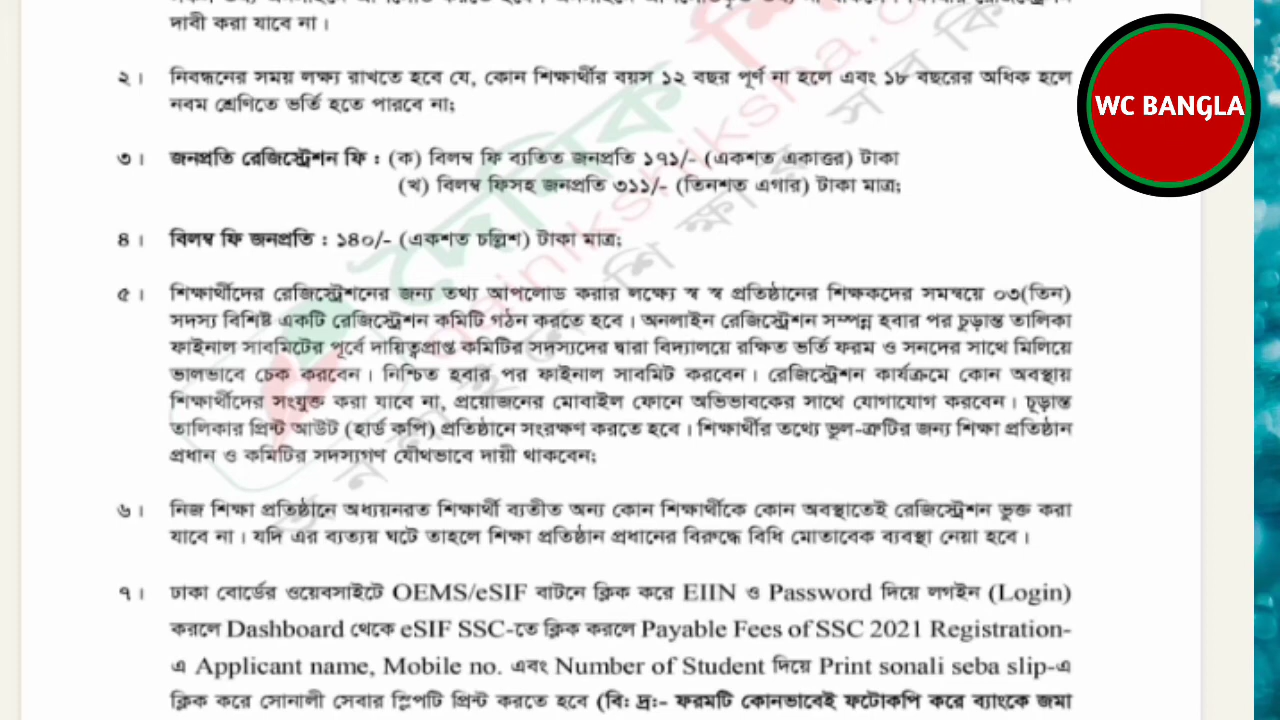 দাবী করা যাবে না।
২। নিবন্ধনের সময় লক্ষ্য রাখতে হবে যে, কোন শিক্ষার্থীর বয়স ১২ বছর পূর্ণ না হলে এবং ১৮ বছরের অধিক হলে
নবম শ্রেণিতে ভর্তি হতে পারবে না;
৩। জনপ্রতি রেজিস্ট্রেশন ফি : (ক) বিলম্ব ফি ব্যতিত জনপ্রতি ১৭১/- (একশত একাত্তর) টাকা
(খ) বিলম্ব ফিসহ জনপ্রতি ৩১১/- (তিনশত এগার) টাকা মাত্র;
৪। বিলম্ব ফি জনপ্রতি : ১৪০/- (একশত চল্লিশ) টাকা মাত্র;
৫। শিক্ষার্থীদের রেজিস্ট্রেশনের জন্য তথ্য আপলোড করার লক্ষ্যে স্ব স্ব প্রতিষ্ঠানের শিক্ষকদের সমন্বয়ে ০৩(তিন)
সদস্য বিশিষ্ট একটি রেজিস্ট্রেশন কমিটি গঠন করতে হবে। অনলাইন রেজিস্ট্রেশন সম্পন্ন হবার পর চূড়ান্ত তালিকা
ফাইনাল সাবমিটের পূর্বে দায়িত্বপ্রাপ্ত কমিটির সদস্যদের দ্বারা বিদ্যালয়ে রক্ষিত ভর্তি ফরম ও সনদের সাথে মিলিয়ে
ভালভাবে চেক করবেন। নিশ্চিত হবার পর ফাইনাল সাবমিট করবেন। রেজিস্ট্রেশন কার্যক্রমে কোন অবস্থায়
শিক্ষার্থীদের সংযুক্ত করা যাবে না, প্রয়োজনের মোবাইল ফোনে অভিভাবকের সাথে যোগাযোগ করবেন। চূড়ান্ত
তালিকার প্রিন্ট আউট (হার্ড কপি) প্রতিষ্ঠানে সংরক্ষণ করতে হবে। শিক্ষার্থীর তথ্যে ভুল-ত্রুটির জন্য শিক্ষা প্রতিষ্ঠান
প্রধান ও কমিটির সদস্যগণ যৌথভাবে দায়ী থাকবেন;
৬। নিজ শিক্ষা প্রতিষ্ঠানে অধ্যয়নরত শিক্ষার্থী ব্যতীত অন্য কোন শিক্ষার্থীকে কোন অবস্থাতেই রেজিস্ট্রেশন ভুক্ত করা
যাবে না। যদি এর ব্যত্যয় ঘটে তাহলে শিক্ষা প্রতিষ্ঠান প্রধানের বিরুদ্ধে বিধি মোতাবেক ব্যবস্থা নেয়া হবে।
৭। ঢাকা বোর্ডের ওয়েবসাইটে OEMS/eSIF বাটনে ক্লিক করে EIIN ও Password দিয়ে লগইন (Login)
করলে Dashboard থেকে eSIF SSC-তে ক্লিক করলে Payable Fees of SSC 2021 Registration-
এ Applicant name, Mobile no. এবং Number of Student দিয়ে Print sonali seba slip-এ
ক্লিক করে সোনালী সেবার স্লিপটি প্রিন্ট করতে হবে (বি: দ্র:- ফরমটি কোনভাবেই ফটোকপি করে ব্যাংকে জমা
WC BANGLA